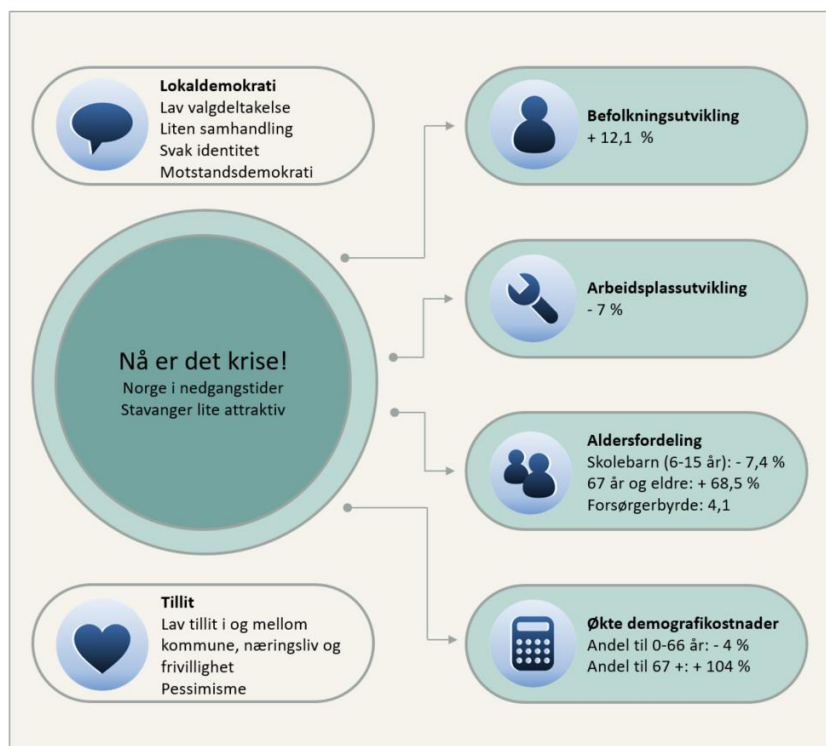 Lokaldemokrati
Lav valgdeltakelse
Liten samhandling
Svak identitet
Motstandsdemokrati
Nå er det krise!
Norge i nedgangstider
Stavanger lite attraktiv
Tillit
Lav tillit i og mellom
kommune, næringsliv og
frivillighet
Pessimisme
Befolkningsutvikling
+ 12,1 %
Arbeidsplassutvikling
- 7 %
Aldersfordeling
Skolebarn (6-15 år): - 7,4 %
67 år og eldre: + 68,5 %
Forsørgerbyrde: 4,1
Økte demografikostnader
Andel til 0-66 år: - 4 %
Andel til 67 +: + 104 %